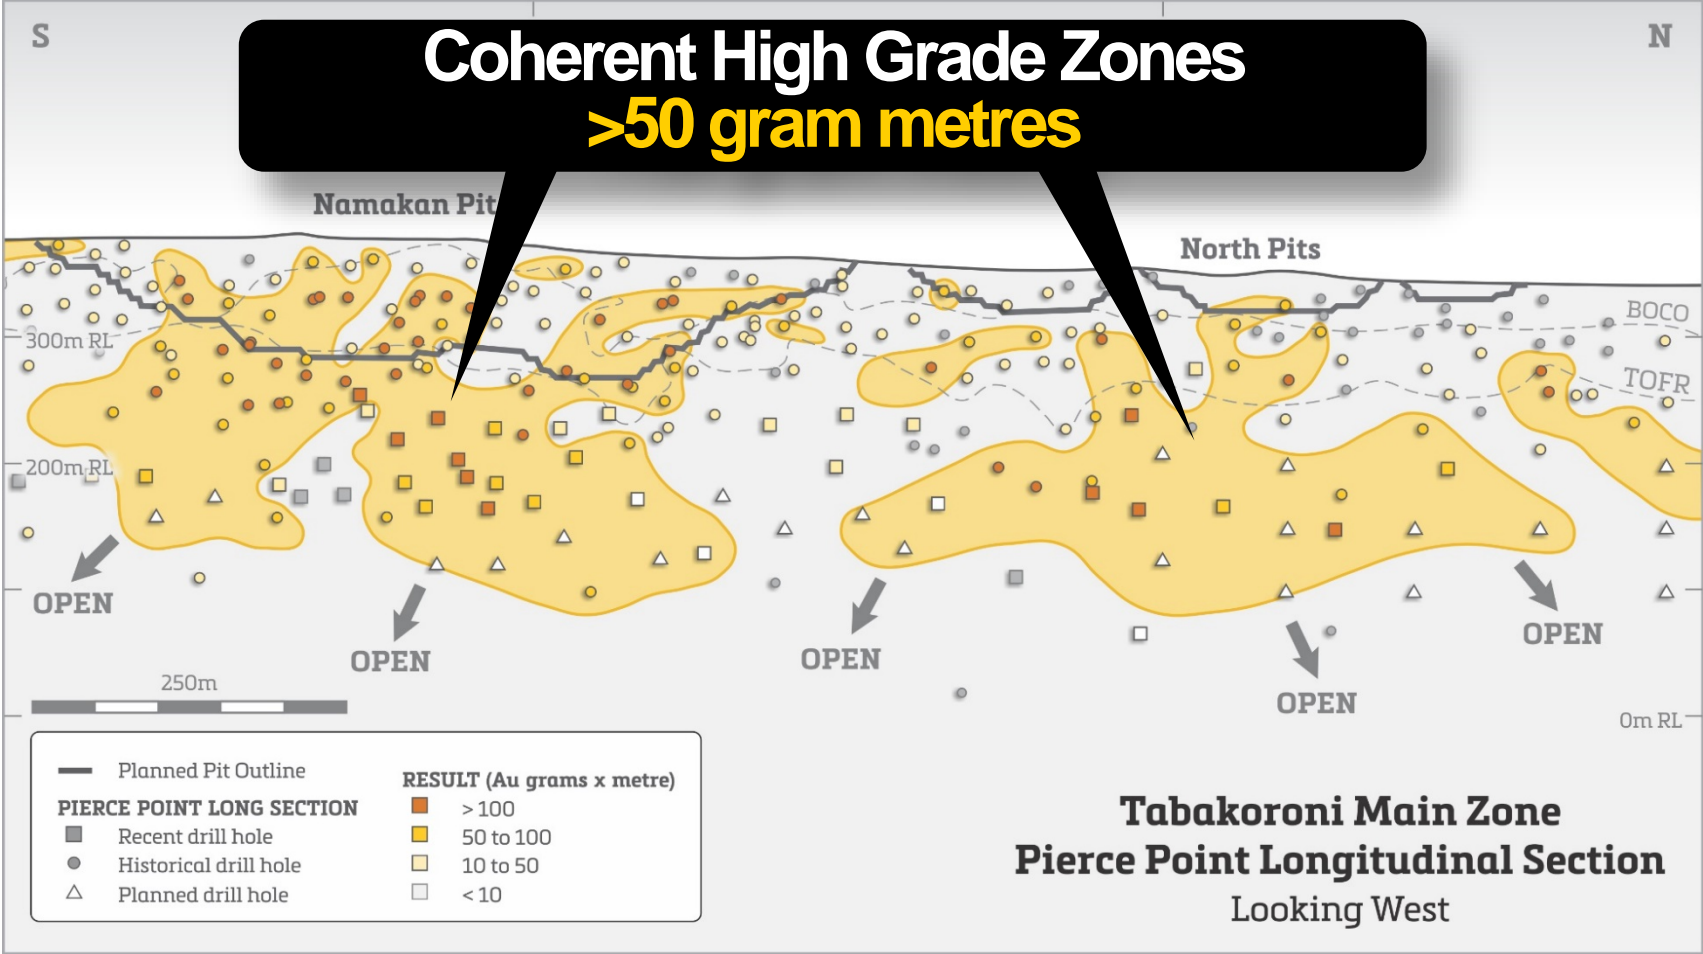 S
N
Coherent High Grade Zones
>50 gram metres
Namakan Pit
North Pits
BOCO
300m RL
TOFR
200m RL
OPEN
OPEN
OPEN
OPEN
OPEN
250m
0m RL
Planned Pit Outline
PIERCE POINT LONG SECTION
Recent drill hole
Historical drill hole
Planned drill hole
RESULT (Au grams x metre)
> 100
50 to 100
10 to 50
< 10
Tabakoroni Main Zone
Pierce Point Longitudinal Section
Looking West